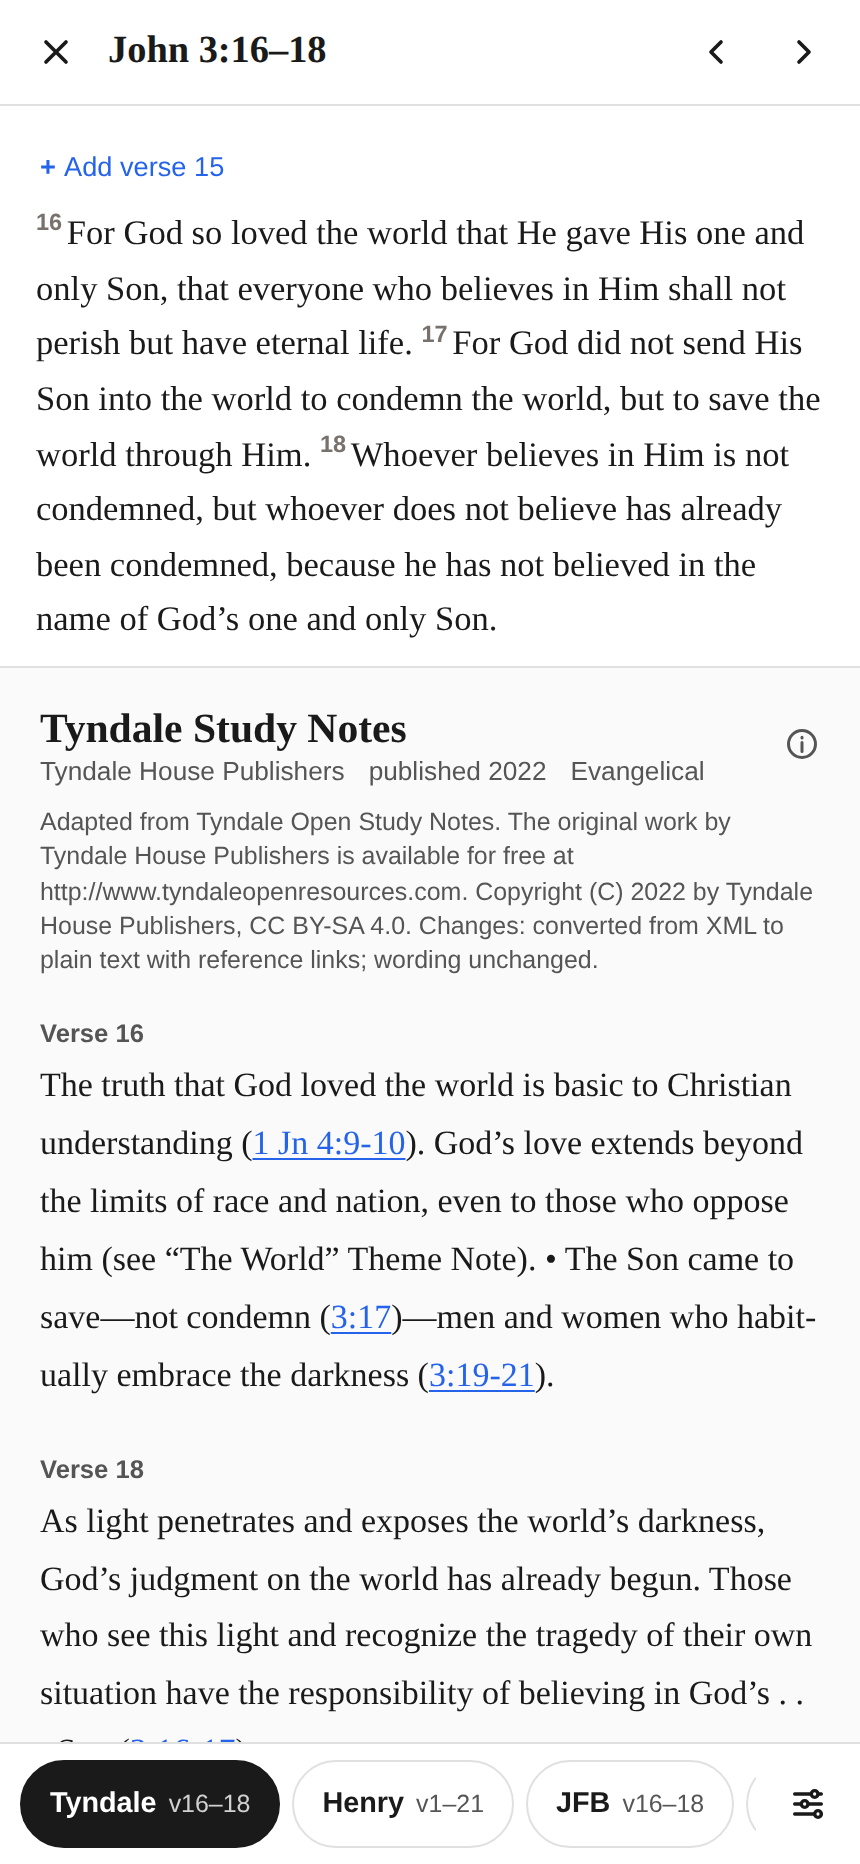 John 3:16–18
+ Add verse 15
16 For God so loved the world that He gave His one and
only Son, that everyone who believes in Him shall not
perish but have eternal life. 17 For God did not send His
Son into the world to condemn the world, but to save the
world through Him. 18 Whoever believes in Him is not
condemned, but whoever does not believe has already
been condemned, because he has not believed in the
name of God’s one and only Son.
Tyndale Study Notes
Tyndale House Publishers published 2022 Evangelical
Adapted from Tyndale Open Study Notes. The original work by
Tyndale House Publishers is available for free at
http://www.tyndaleopenresources.com. Copyright (C) 2022 by Tyndale
House Publishers, CC BY-SA 4.0. Changes: converted from XML to
plain text with reference links; wording unchanged.
Verse 16
The truth that God loved the world is basic to Christian
understanding (1 Jn 4:9-10). God’s love extends beyond
the limits of race and nation, even to those who oppose
him (see “The World” Theme Note). • The Son came to
save—not condemn (3:17)—men and women who habit-
ually embrace the darkness (3:19-21).
Verse 18
As light penetrates and exposes the world’s darkness,
God’s judgment on the world has already begun. Those
who see this light and recognize the tragedy of their own
situation have the responsibility of believing in God’s . .
Tyndale v16–18 Henry v1–21 JFB v16–18